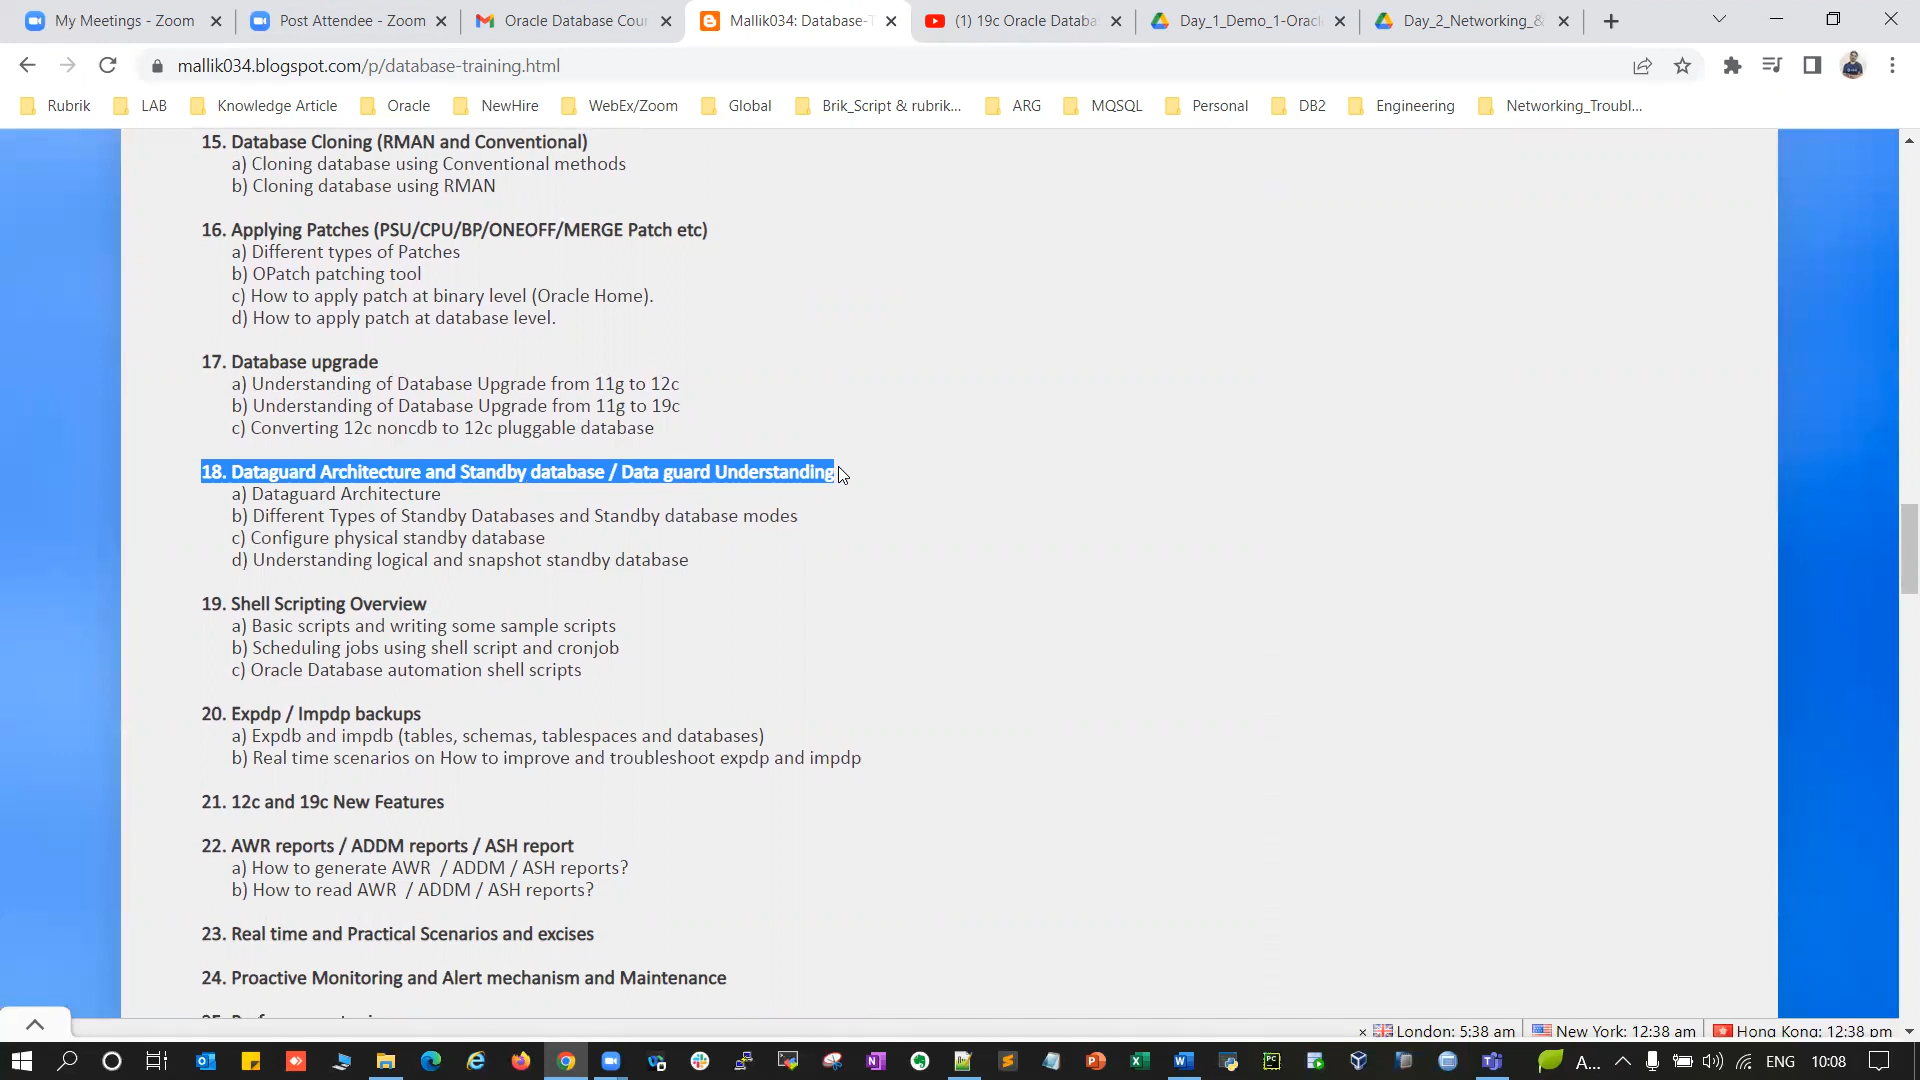 My Meetings - Zoom
Post Attendee - Zoom
Oracle Database Cou
Mallik034: Database-T
(1) 19c Oracle Databa
Day_1_Demo_1-Oracl
Day_2_Networking_&
mallik034.blogspot.com/p/database-training.html
Rubrik
LAB
Knowledge Article
Oracle
NewHire
WebEx/Zoom
Global
Brik_Script & rubrik...
ARG
MQSQL
Personal
DB2
Engineering
Networking_Troubl...
15. Database Cloning (RMAN and Conventional)
a) Cloning database using Conventional methods
b) Cloning database using RMAN
16. Applying Patches (PSU/CPU/BP/ONEOFF/MERGE Patch etc)
a) Different types of Patches
b) OPatch patching tool
c) How to apply patch at binary level (Oracle Home).
d) How to apply patch at database level.
17. Database upgrade
a) Understanding of Database Upgrade from 11g to 12c
b) Understanding of Database Upgrade from 11g to 19c
c) Converting 12c noncdb to 12c pluggable database
18. Dataguard Architecture and Standby database / Data guard Understanding
a) Dataguard Architecture
b) Different Types of Standby Databases and Standby database modes
c) Configure physical standby database
d) Understanding logical and snapshot standby database
19. Shell Scripting Overview
a) Basic scripts and writing some sample scripts
b) Scheduling jobs using shell script and cronjob
c) Oracle Database automation shell scripts
20. Expdp / Impdp backups
a) Expdb and impdb (tables, schemas, tablespaces and databases)
b) Real time scenarios on How to improve and troubleshoot expdp and impdp
21. 12c and 19c New Features
22. AWR reports / ADDM reports / ASH report
a) How to generate AWR / ADDM / ASH reports?
b) How to read AWR / ADDM / ASH reports?
23. Real time and Practical Scenarios and excises
24. Proactive Monitoring and Alert mechanism and Maintenance
London: 5:38 am
New York: 12:38 am
Hong Kong: 12:38 pm
A...
ENG
10:08